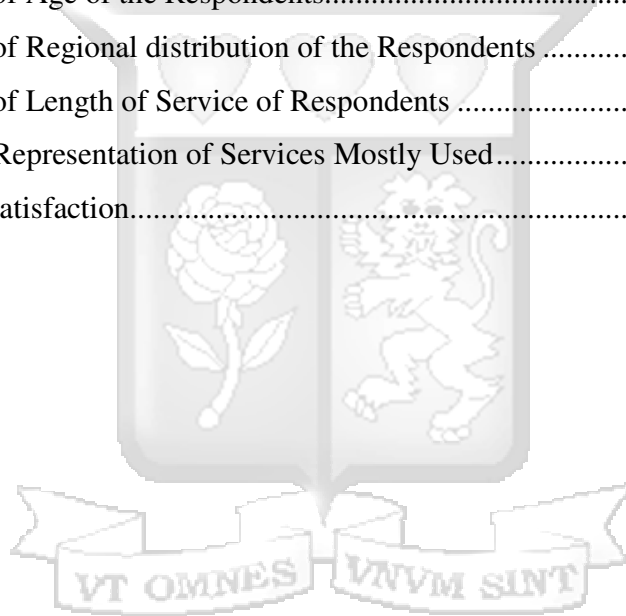 of Age of the Respondents.............................................
of Regional distribution of the Respondents ............
of Length of Service of Respondents .........................
Representation of Services Mostly Used....................
atisfaction.........................................................................
VT OMNES VNVM SINT